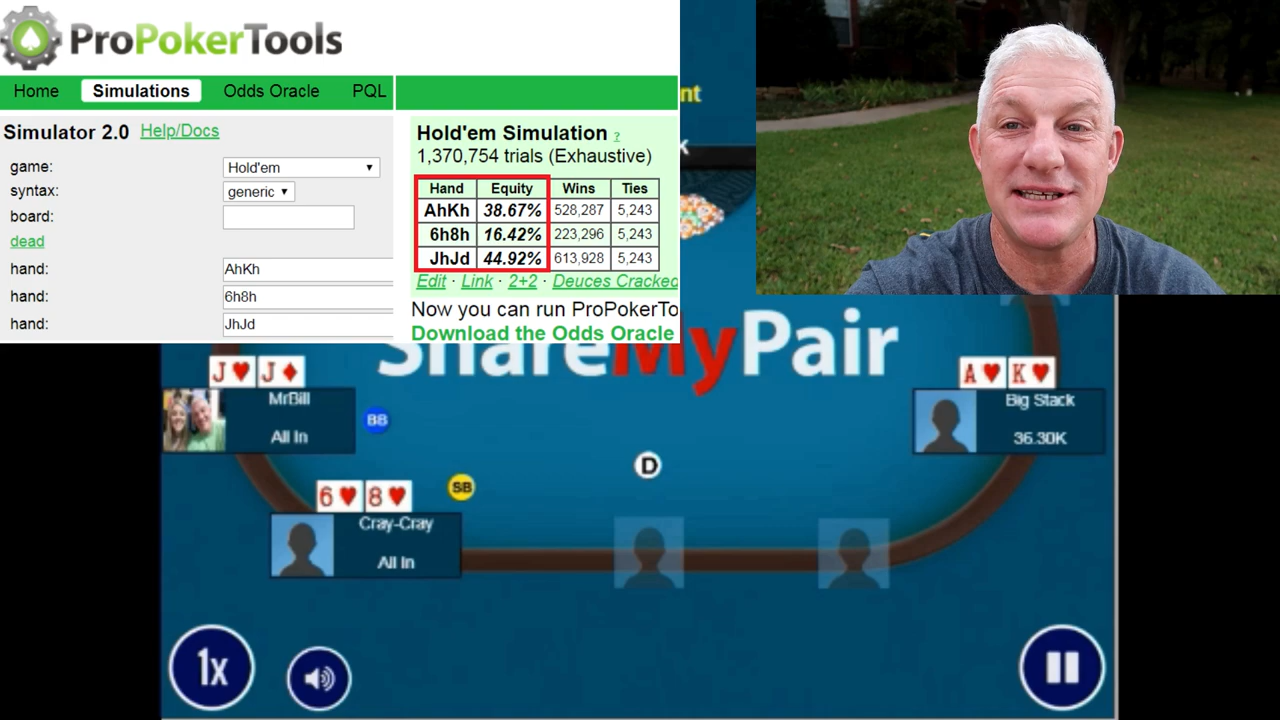 ProPokerTools
Home Simulations Odds Oracle PQL
Simulator 2.0 Help/Docs
game: Hold'em
syntax: generic
board:
dead
hand: AhKh
hand: 6h8h
hand: JhJd
Hold'em Simulation ?
1,370,754 trials (Exhaustive)
Hand Equity Wins Ties
AhKh 38.67% 528,287 5,243
6h8h 16.42% 223,296 5,243
JhJd 44.92% 613,928 5,243
Edit · Link · 2+2 · Deuces Cracked
Now you can run ProPokerTo
Download the Odds Oracle
nt
K
ShareMyPair
J J
MrBill
All In
BB
A K
Big Stack
36.30K
D
6 8
SB
Cray-Cray
All In
1x